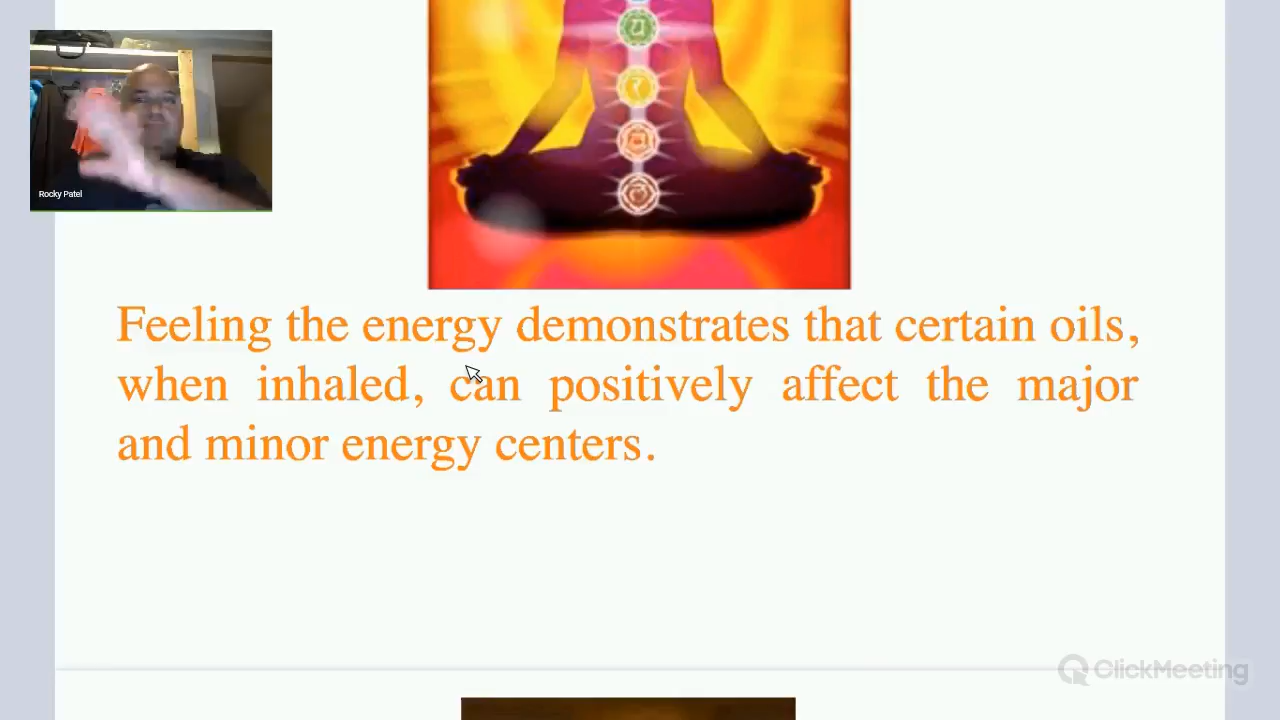 Rocky Patel
यं
रं
Feeling the energy demonstrates that certain oils,
when inhaled, can positively affect the major
and minor energy centers.
ClickMeeting